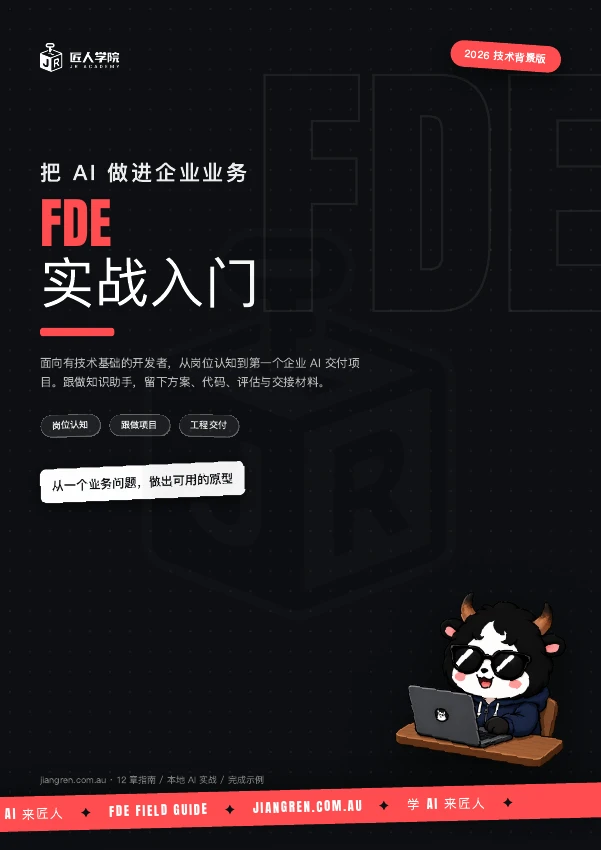 匠人学院
JR ACADEMY
2026 技术背景版
FDE
把 AI 做进企业业务
FDE
实战入门
面向有技术基础的开发者，从岗位认知到第一个企业 AI 交付项
目。跟做知识助手，留下方案、代码、评估与交接材料。
岗位认知
跟做项目
工程交付
从一个业务问题，做出可用的原型
JR
jiangren.com.au · 12 章指南 / 本地 AI 实战 / 完成示例
AI 来匠人 ✦ FDE FIELD GUIDE ✦ JIANGREN.COM.AU ✦ 学 AI 来匠人 ✦